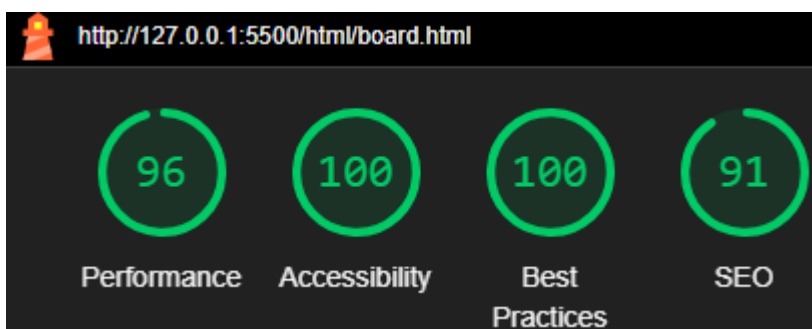 http://127.0.0.1:5500/html/board.html
96 100 100 91
Performance Accessibility Best Practices SEO